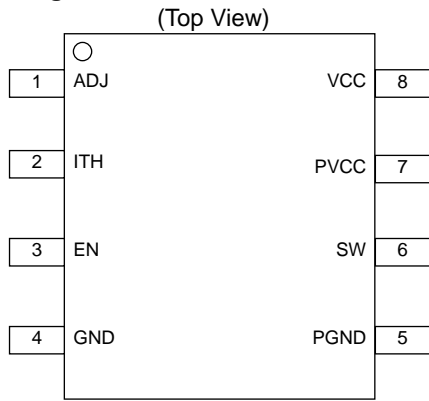 (Top View)
1 ADJ VCC 8
2 ITH PVCC 7
3 EN SW 6
4 GND PGND 5